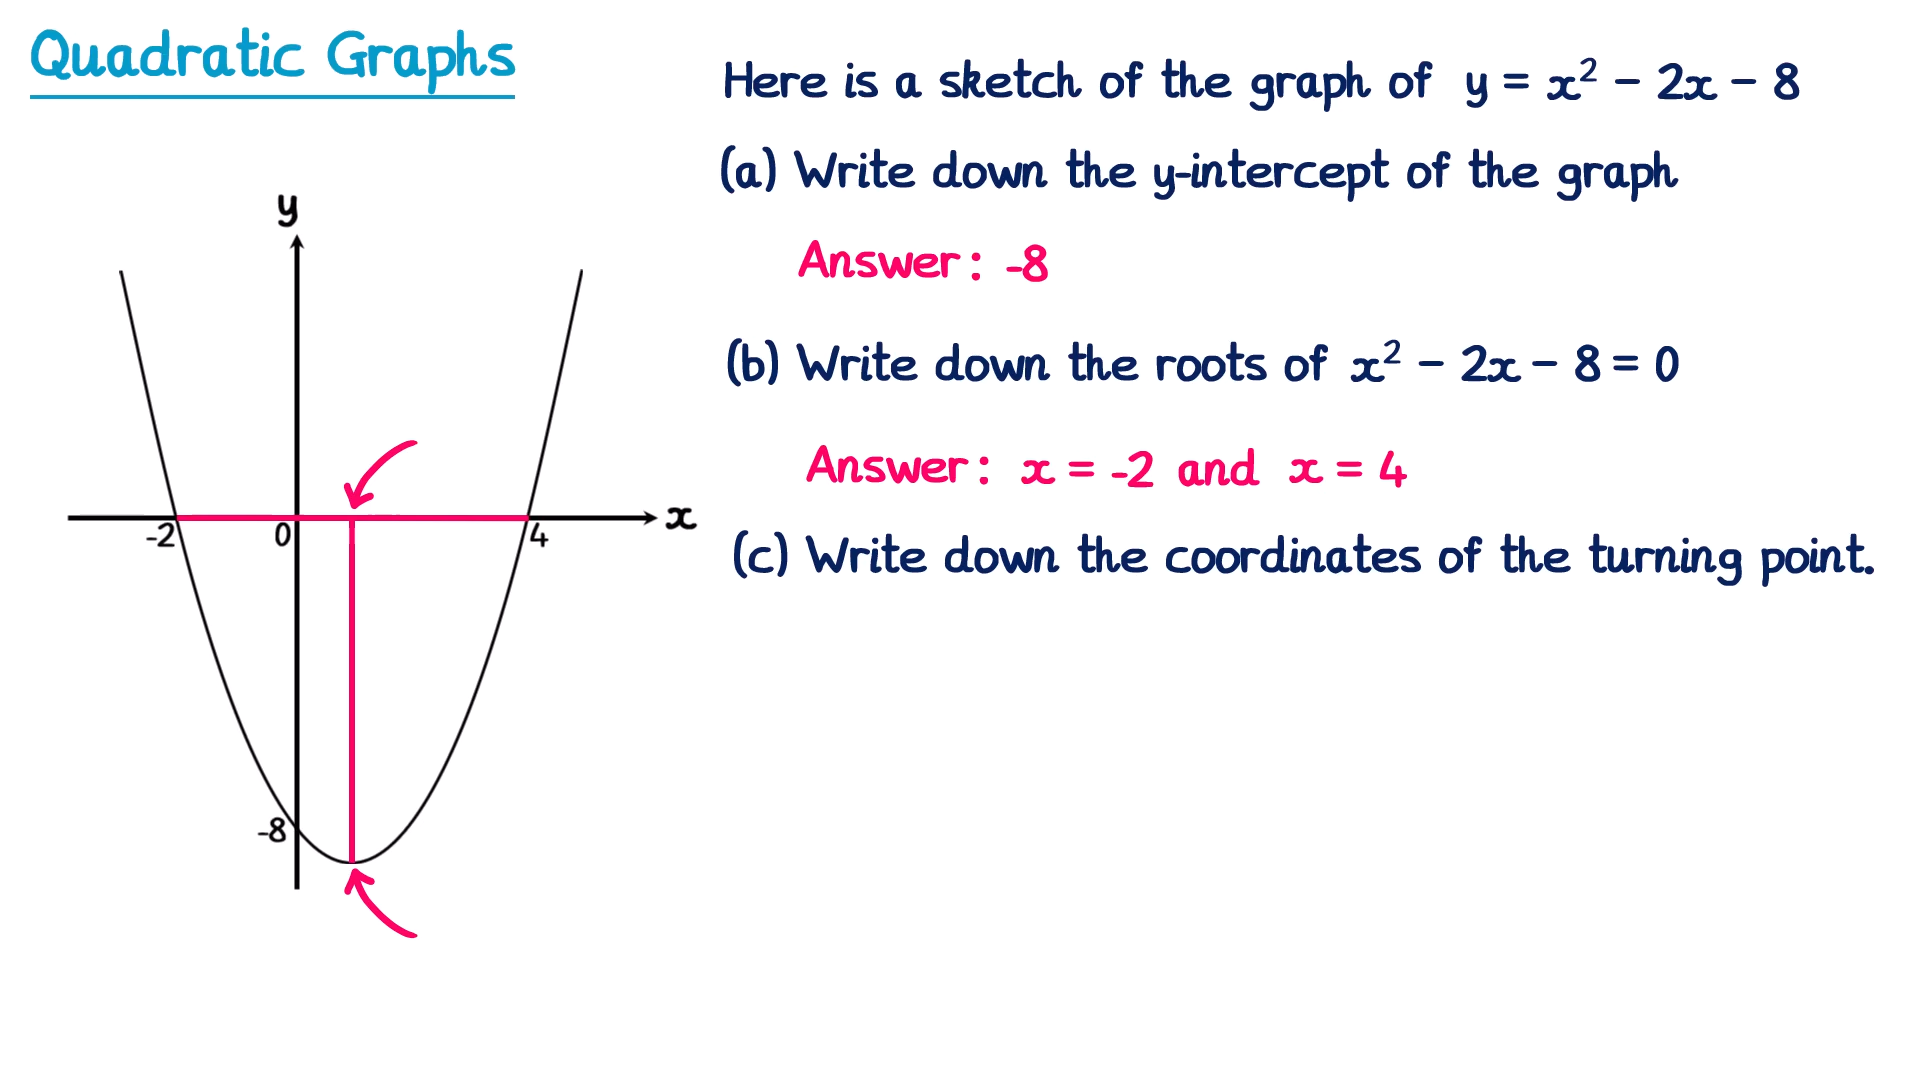 Quadratic Graphs
Here is a sketch of the graph of y = x² − 2x − 8
(a) Write down the y-intercept of the graph
Answer: -8
(b) Write down the roots of x² − 2x − 8 = 0
Answer: x = -2 and x = 4
(c) Write down the coordinates of the turning point.
y
x
-2
0
4
-8